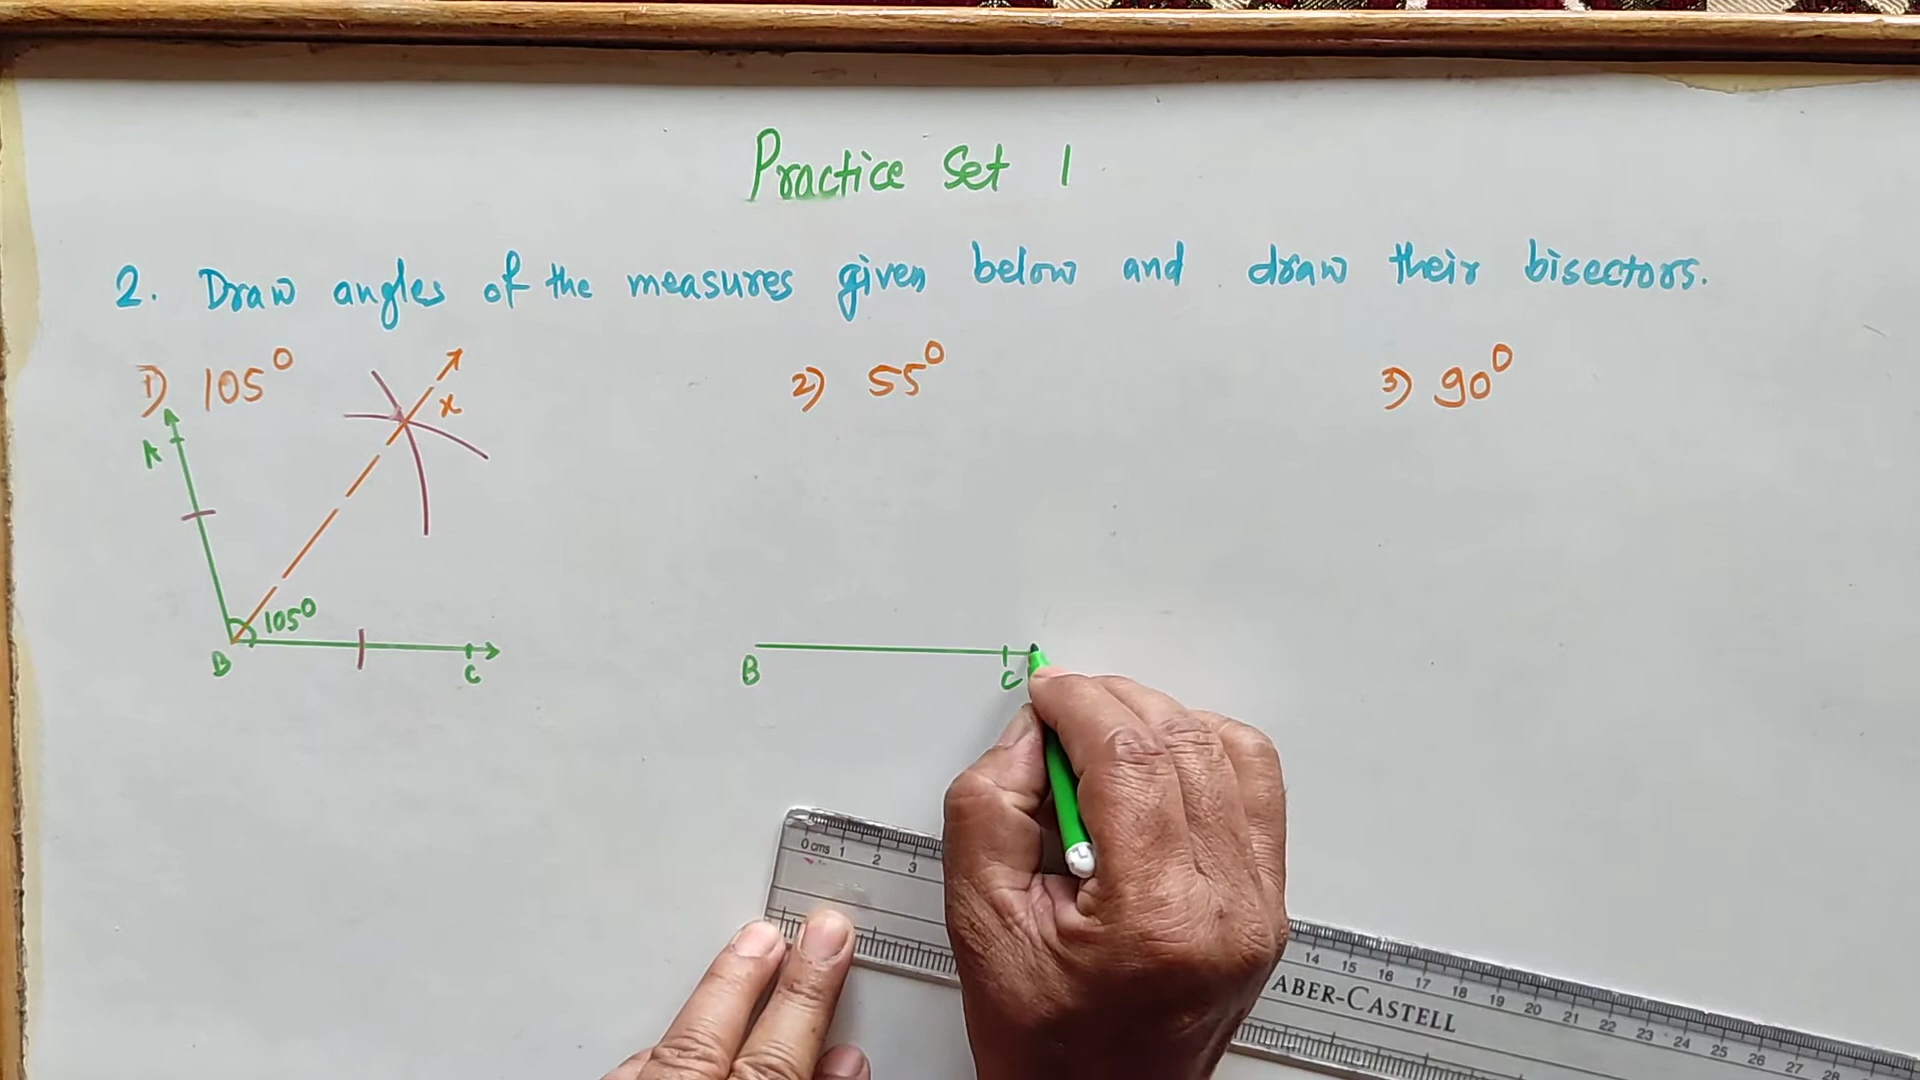 Practice Set 1
2. Draw angles of the measures given below and draw their bisectors.
1) 105° 2) 55° 3) 90°
x
A
105°
B C
B C
0 cms 1 2 3
14 15 16 17 18 19 20 21 22 23 24 25 26 27 28
ABER-CASTELL